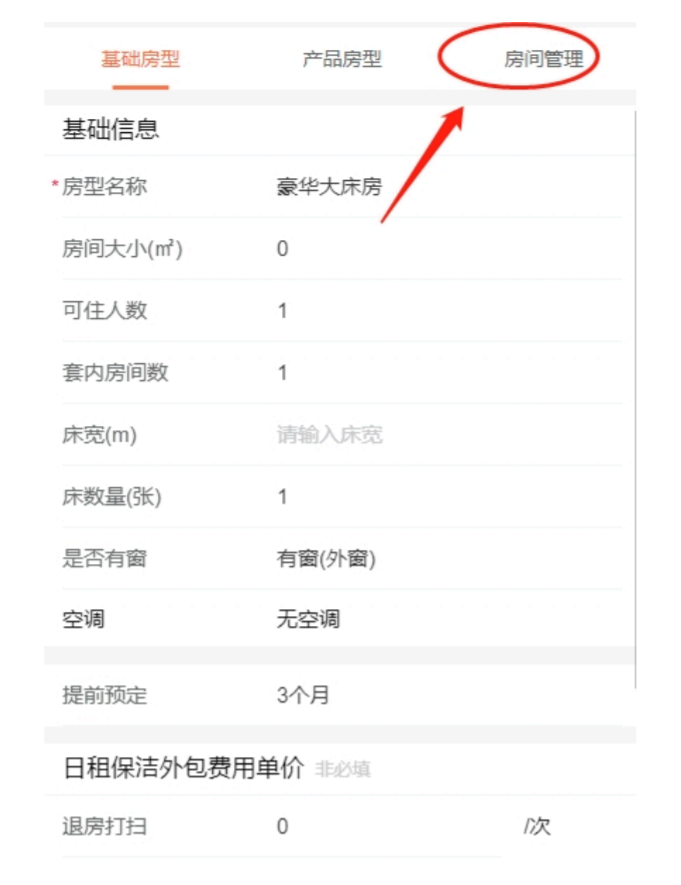 基础房型 产品房型 房间管理
基础信息
*房型名称 豪华大床房
房间大小(㎡) 0
可住人数 1
套内房间数 1
床宽(m) 请输入床宽
床数量(张) 1
是否有窗 有窗(外窗)
空调 无空调
提前预定 3个月
日租保洁外包费用单价 非必填
退房打扫 0 /次